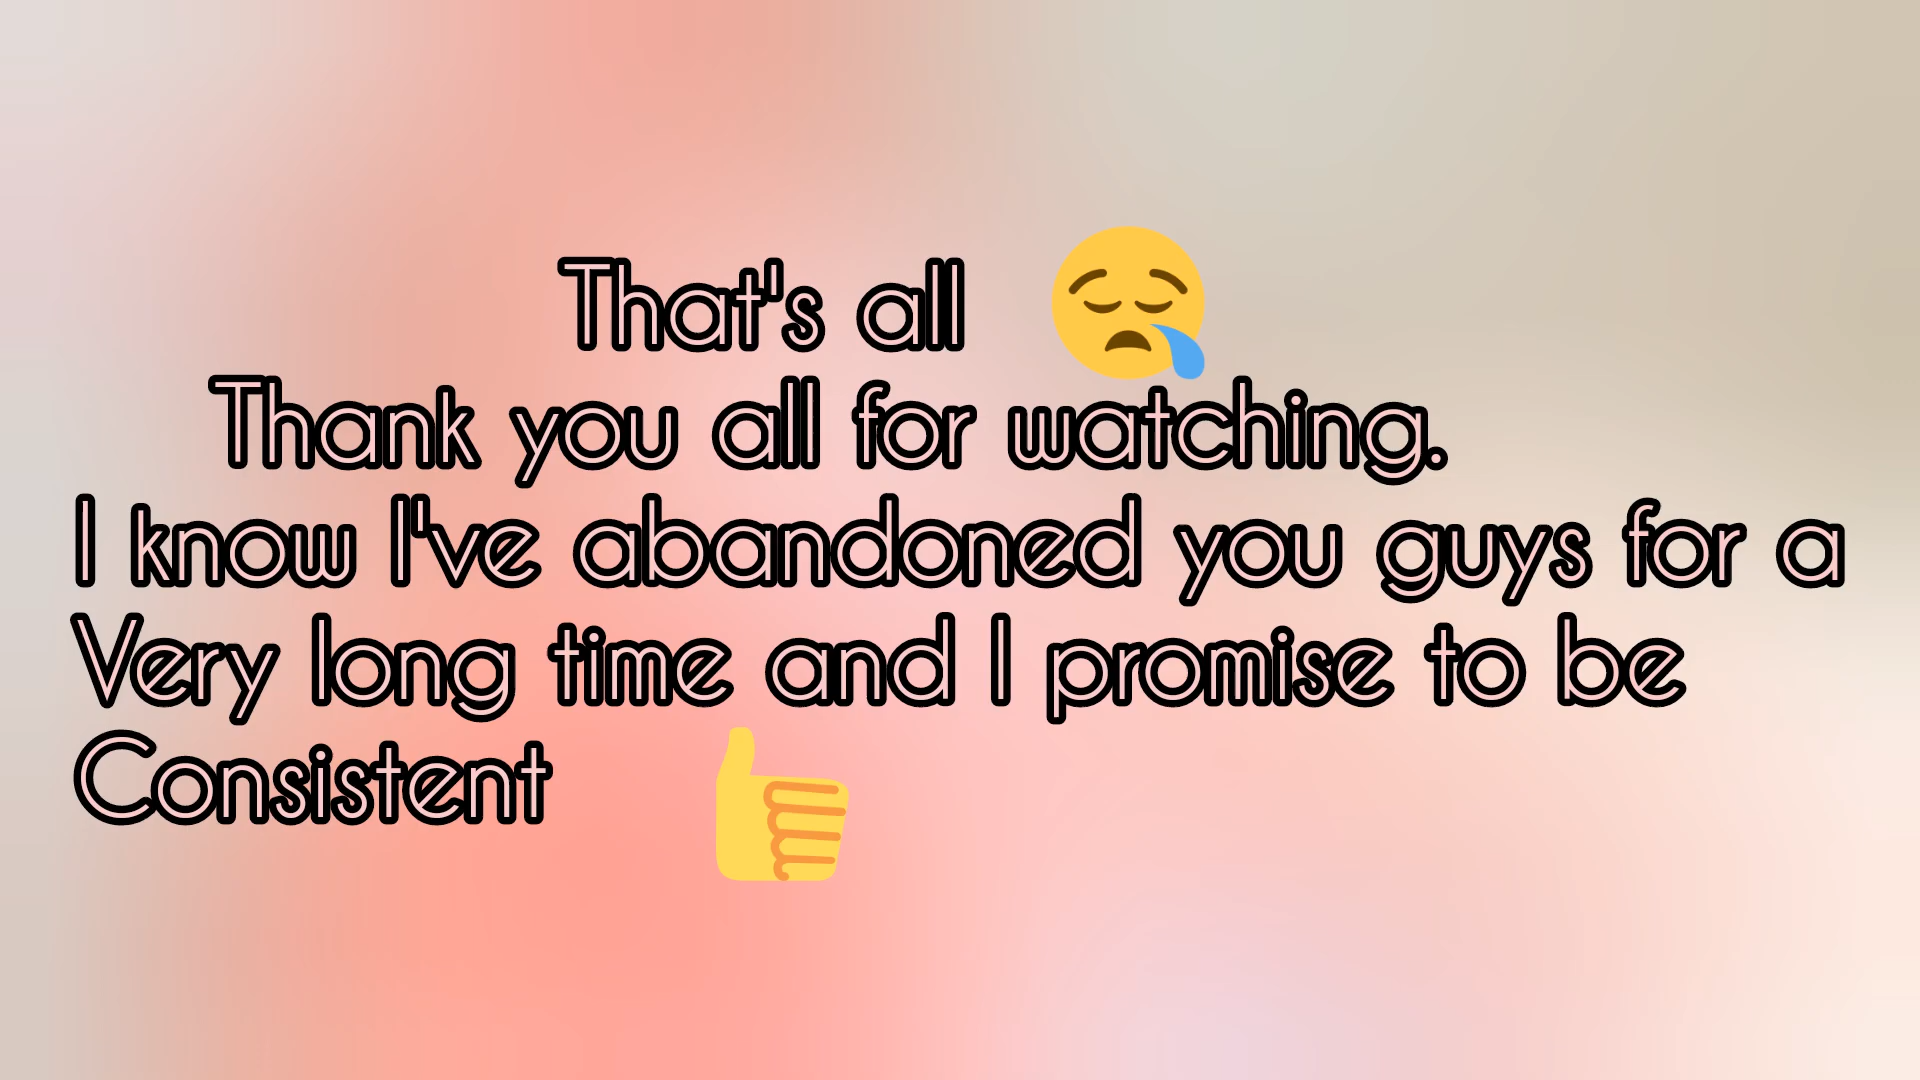 That's all 😪
Thank you all for watching.
I know I've abandoned you guys for a
Very long time and I promise to be
Consistent 👍